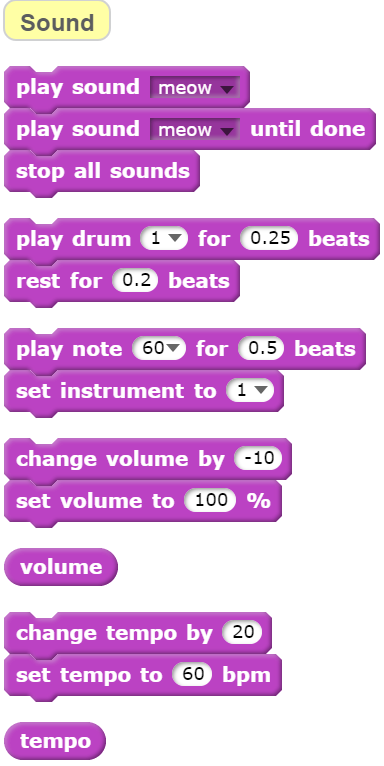 Sound
play sound meow
play sound meow until done
stop all sounds
play drum 1 for 0.25 beats
rest for 0.2 beats
play note 60 for 0.5 beats
set instrument to 1
change volume by -10
set volume to 100 %
volume
change tempo by 20
set tempo to 60 bpm
tempo